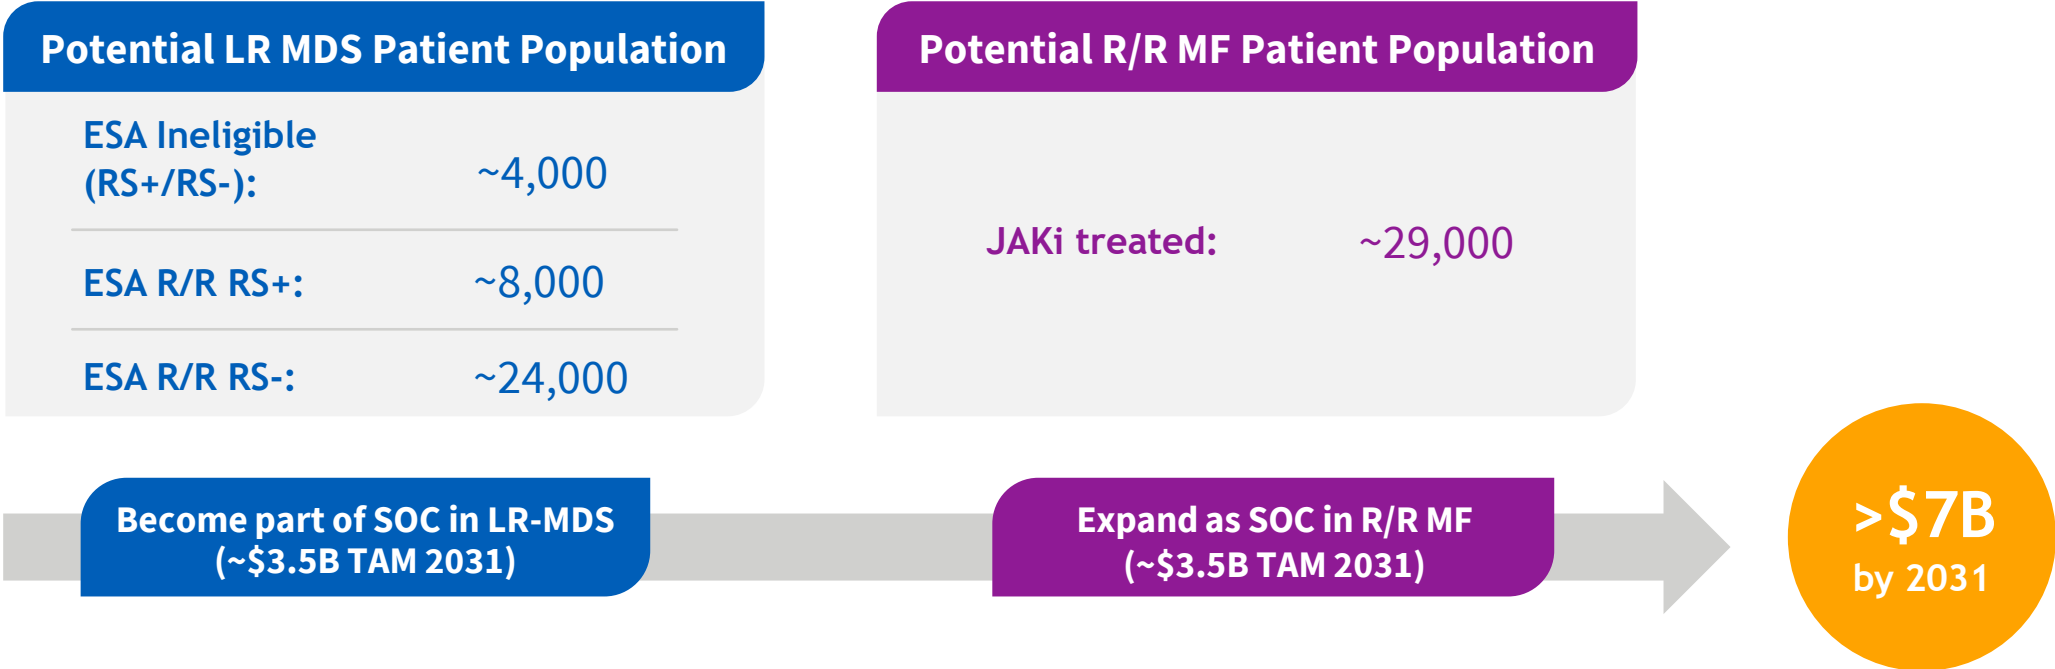 Potential LR MDS Patient Population
ESA Ineligible
(RS+/RS-):
~4,000
ESA R/R RS+:
~8,000
ESA R/R RS-:
~24,000
Potential R/R MF Patient Population
JAKi treated:
~29,000
Become part of SOC in LR-MDS
(~$3.5B TAM 2031)
Expand as SOC in R/R MF
(~$3.5B TAM 2031)
>$7B
by 2031